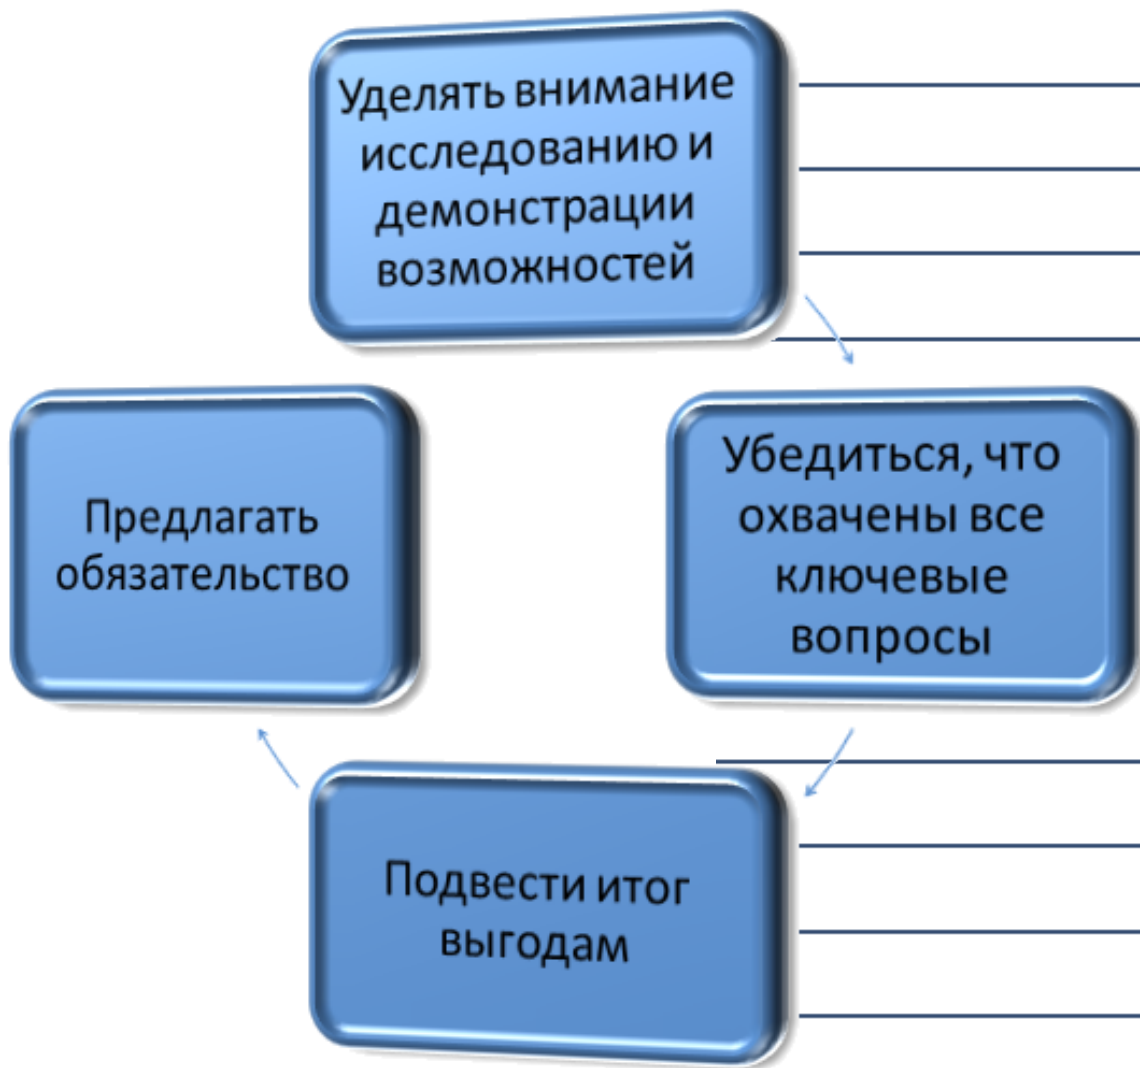 Уделять внимание
исследованию и
демонстрации
возможностей
Убедиться, что
охвачены все
ключевые
вопросы
Подвести итог
выгодам
Предлагать
обязательство